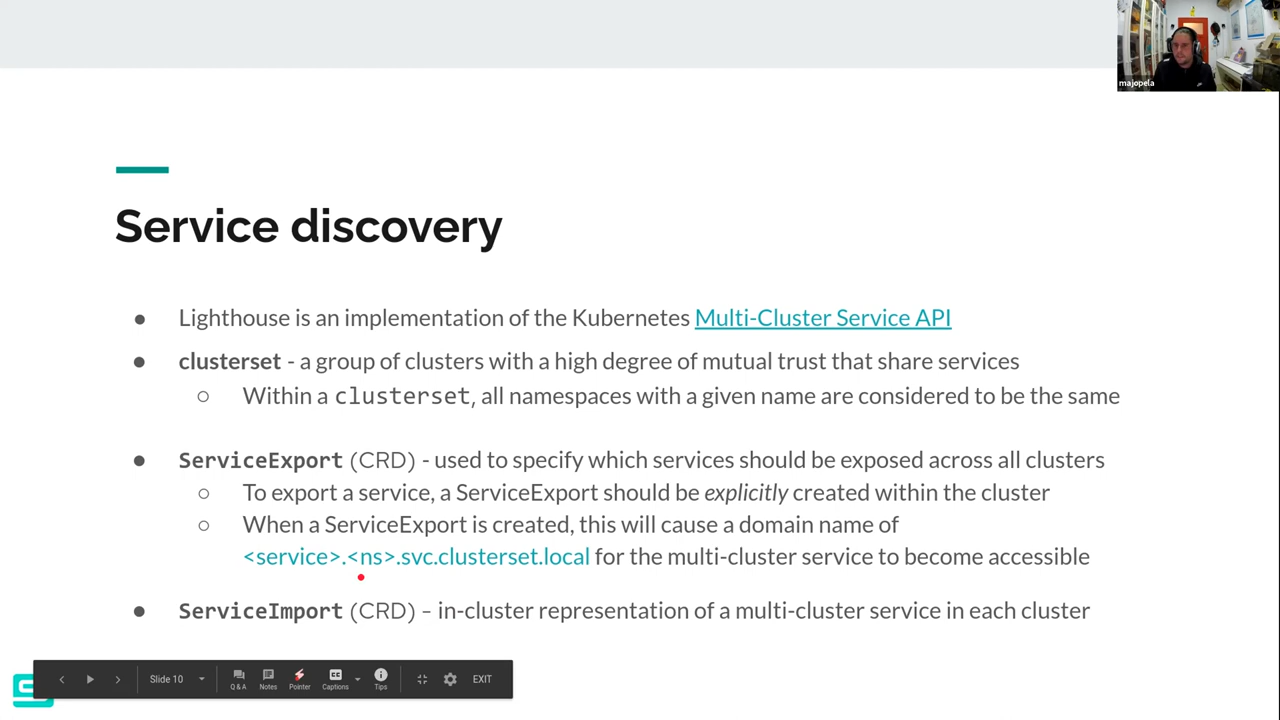 majopela
Service discovery
● Lighthouse is an implementation of the Kubernetes Multi-Cluster Service API
● clusterset - a group of clusters with a high degree of mutual trust that share services
○ Within a clusterset, all namespaces with a given name are considered to be the same
● ServiceExport (CRD) - used to specify which services should be exposed across all clusters
○ To export a service, a ServiceExport should be explicitly created within the cluster
○ When a ServiceExport is created, this will cause a domain name of
<service>.<ns>.svc.clusterset.local for the multi-cluster service to become accessible
● ServiceImport (CRD) – in-cluster representation of a multi-cluster service in each cluster
Slide 10 Q & A Notes Pointer Captions Tips EXIT